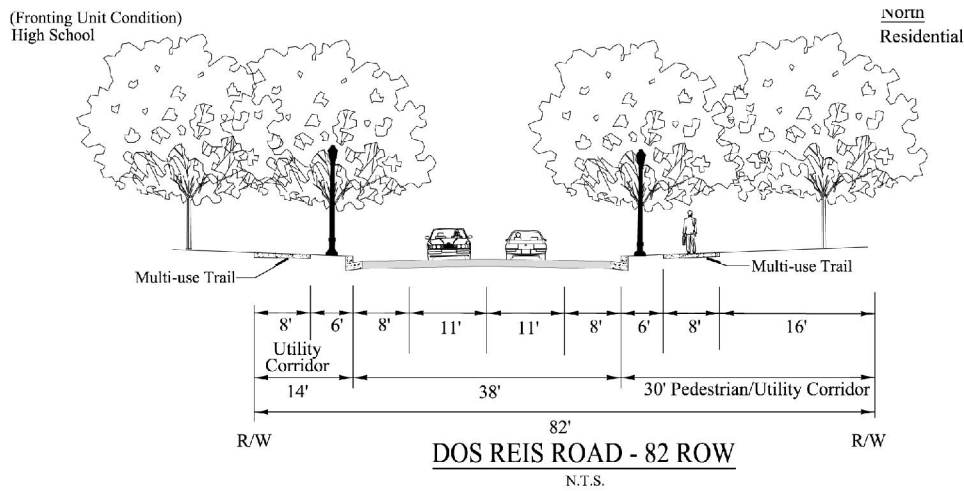 (Fronting Unit Condition)
High School
North
Residential
Multi-use Trail
Multi-use Trail
8' 6' 8' 11' 11' 8' 6' 8' 16'
Utility
Corridor
14' 38' 30' Pedestrian/Utility Corridor
82'
R/W R/W
DOS REIS ROAD - 82 ROW
N.T.S.